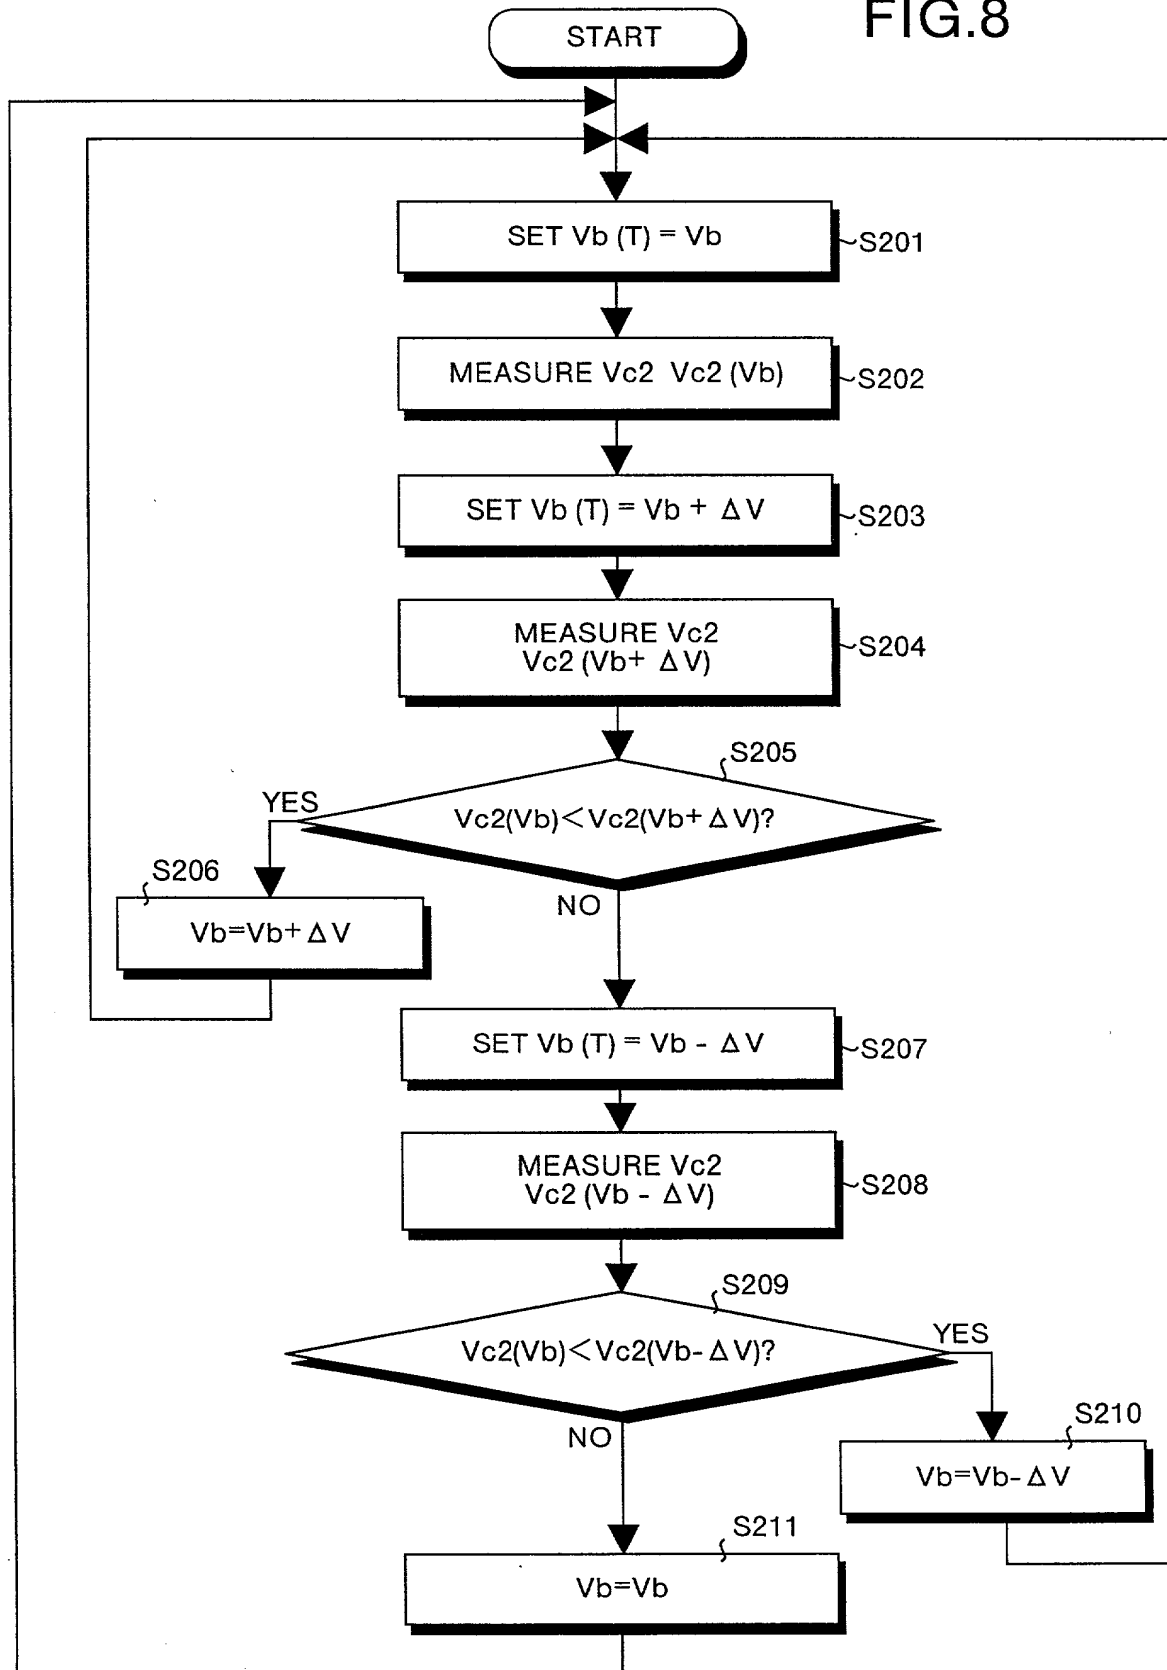 FIG.8
START
SET Vb (T) = Vb
S201
MEASURE Vc2 Vc2 (Vb)
S202
SET Vb (T) = Vb + ΔV
S203
MEASURE Vc2
Vc2 (Vb+ ΔV)
S204
S205
Vc2(Vb)<Vc2(Vb+ ΔV)?
YES
NO
S206
Vb=Vb+ ΔV
SET Vb (T) = Vb - ΔV
S207
MEASURE Vc2
Vc2 (Vb - ΔV)
S208
S209
Vc2(Vb)<Vc2(Vb- ΔV)?
YES
NO
S210
Vb=Vb- ΔV
S211
Vb=Vb